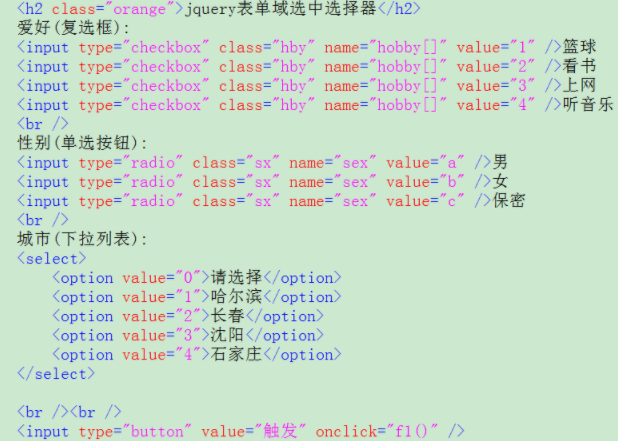 <h2 class="orange">jquery表单域选中选择器</h2>
爱好(复选框):
<input type="checkbox" class="hby" name="hobby[]" value="1" />篮球
<input type="checkbox" class="hby" name="hobby[]" value="2" />看书
<input type="checkbox" class="hby" name="hobby[]" value="3" />上网
<input type="checkbox" class="hby" name="hobby[]" value="4" />听音乐
<br />
性别(单选按钮):
<input type="radio" class="sx" name="sex" value="a" />男
<input type="radio" class="sx" name="sex" value="b" />女
<input type="radio" class="sx" name="sex" value="c" />保密
<br />
城市(下拉列表):
<select>
    <option value="0">请选择</option>
    <option value="1">哈尔滨</option>
    <option value="2">长春</option>
    <option value="3">沈阳</option>
    <option value="4">石家庄</option>
</select>
<br /><br />
<input type="button" value="触发" onclick="f1()" />